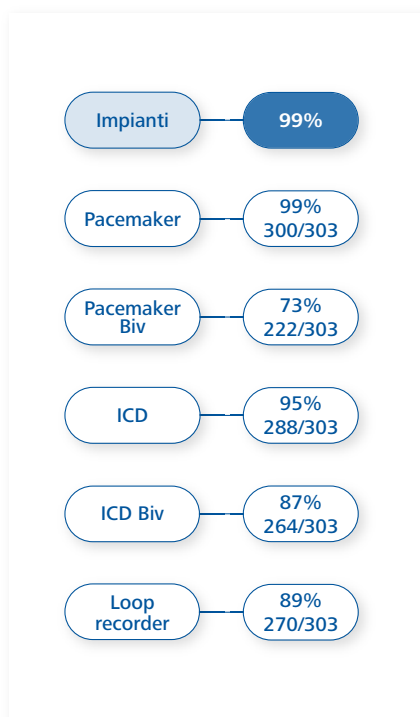 Impianti
99%
Pacemaker
99%
300/303
Pacemaker
Biv
73%
222/303
ICD
95%
288/303
ICD Biv
87%
264/303
Loop
recorder
89%
270/303